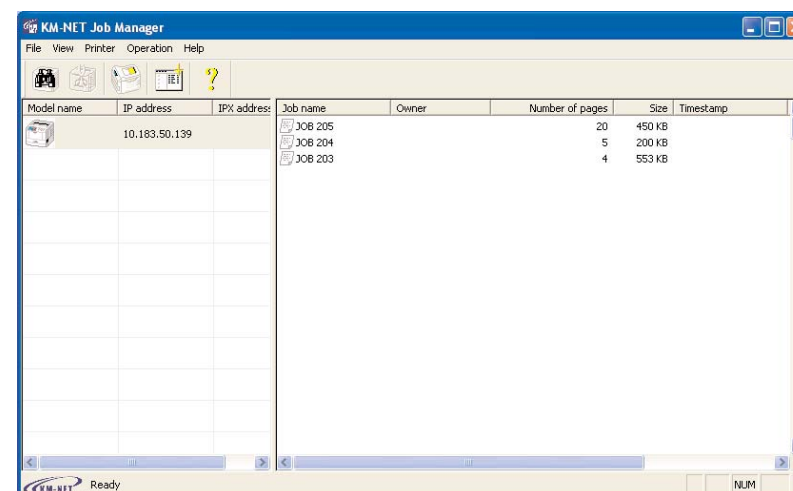 KM-NET Job Manager
File View Printer Operation Help
Model name IP address IPX address Job name Owner Number of pages Size Timestamp
10.183.50.139
JOB 205 20 450 KB
JOB 204 5 200 KB
JOB 203 4 553 KB
KM-NET Ready NUM